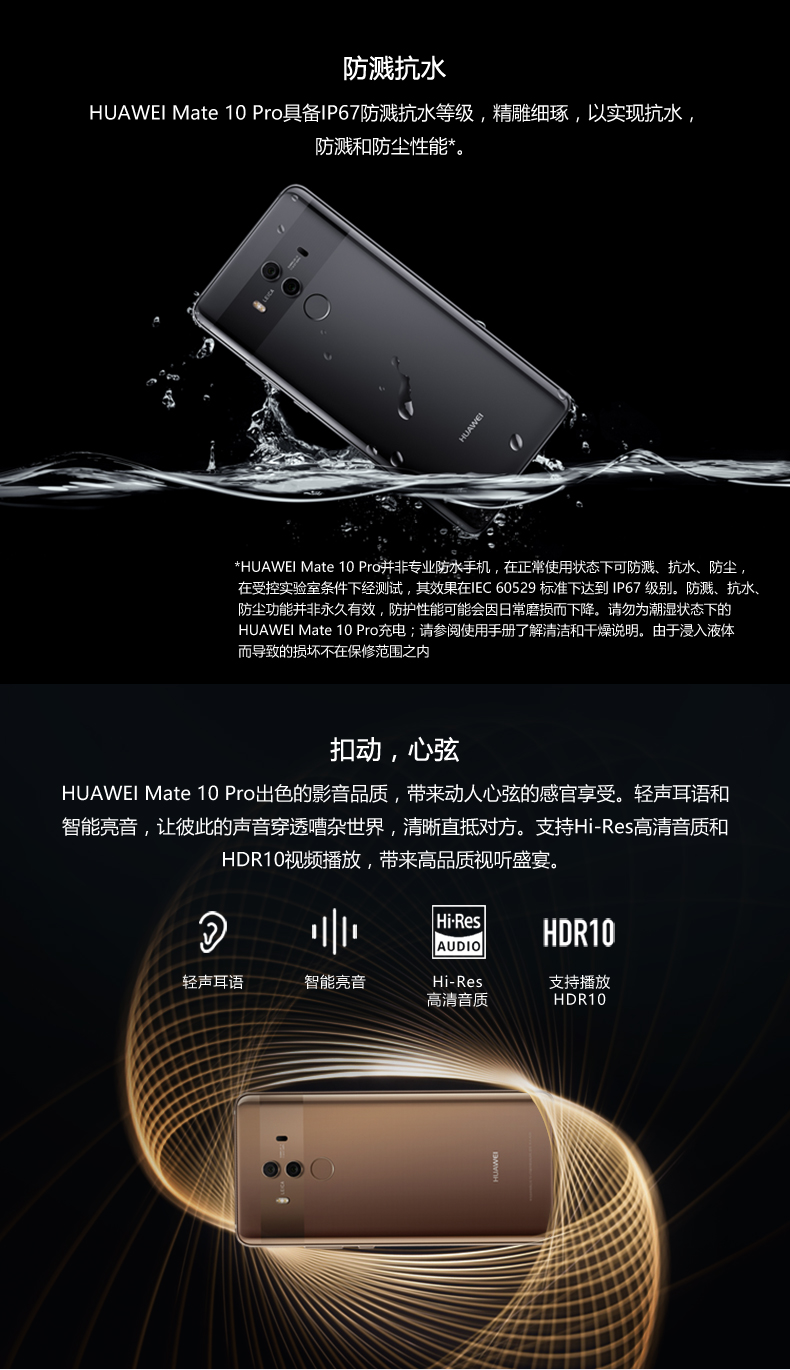 防溅抗水
HUAWEI Mate 10 Pro具备IP67防溅抗水等级，精雕细琢，以实现抗水，
防溅和防尘性能*。
LEICA
HUAWEI
*HUAWEI Mate 10 Pro并非专业防水手机，在正常使用状态下可防溅、抗水、防尘，
在受控实验室条件下经测试，其效果在IEC 60529 标准下达到 IP67 级别。防溅、抗水、
防尘功能并非永久有效，防护性能可能会因日常磨损而下降。请勿为潮湿状态下的
HUAWEI Mate 10 Pro充电；请参阅使用手册了解清洁和干燥说明。由于浸入液体
而导致的损坏不在保修范围之内
扣动，心弦
HUAWEI Mate 10 Pro出色的影音品质，带来动人心弦的感官享受。轻声耳语和
智能亮音，让彼此的声音穿透嘈杂世界，清晰直抵对方。支持Hi-Res高清音质和
HDR10视频播放，带来高品质视听盛宴。
Hi-Res
AUDIO
HDR10
轻声耳语
智能亮音
Hi-Res
高清音质
支持播放
HDR10
LEICA
HUAWEI